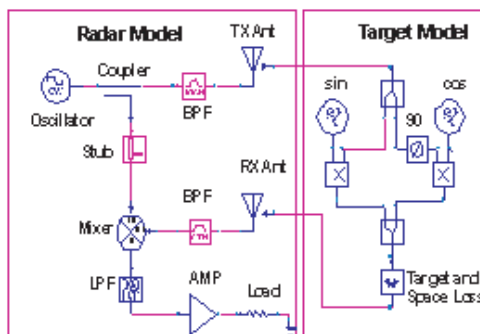 Radar Model
TX Ant
Target Model
Coupler
sin
cos
Oscillator
BPF
90
Stub
RX Ant
BPF
Mixer
LPF
AMP
Load
Target and
Space Loss